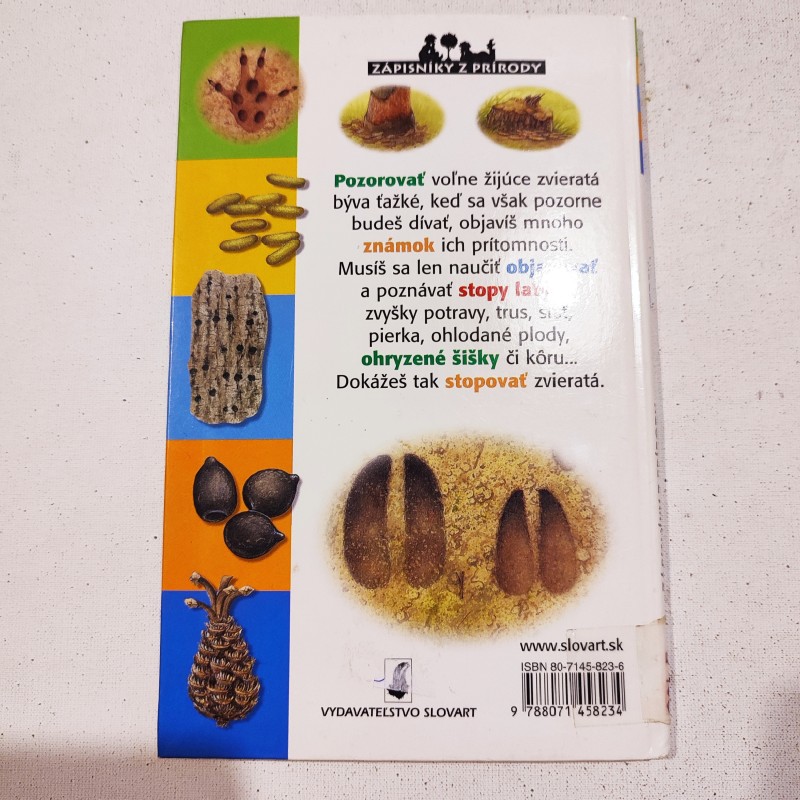 ZÁPISNÍKY Z PRÍRODY
Pozorovať voľne žijúce zvieratá
býva ťažké, keď sa však pozorne
budeš dívať, objavíš mnoho
známok ich prítomnosti.
Musíš sa len naučiť objavovať
a poznávať stopy
zvyšky potravy, trus, srsť,
pierka, ohlodané plody,
ohryzené šišky či kôru...
Dokážeš tak stopovať zvieratá.
www.slovart.sk
ISBN 80-7145-823-6
9 788071 458234
VYDAVATEĽSTVO SLOVART